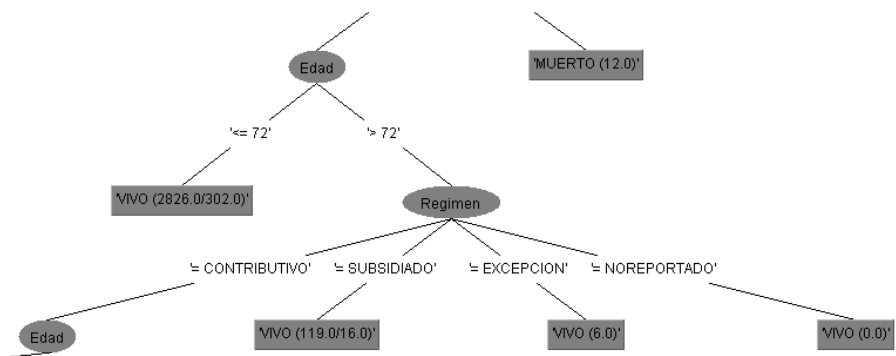 Edad
'MUERTO (12.0)'
'<= 72'
'> 72'
'VIVO (2826.0/302.0)'
Regimen
'= CONTRIBUTIVO'
'= SUBSIDIADO'
'= EXCEPCION'
'= NOREPORTADO'
Edad
'VIVO (119.0/16.0)'
'VIVO (6.0)'
'VIVO (0.0)'